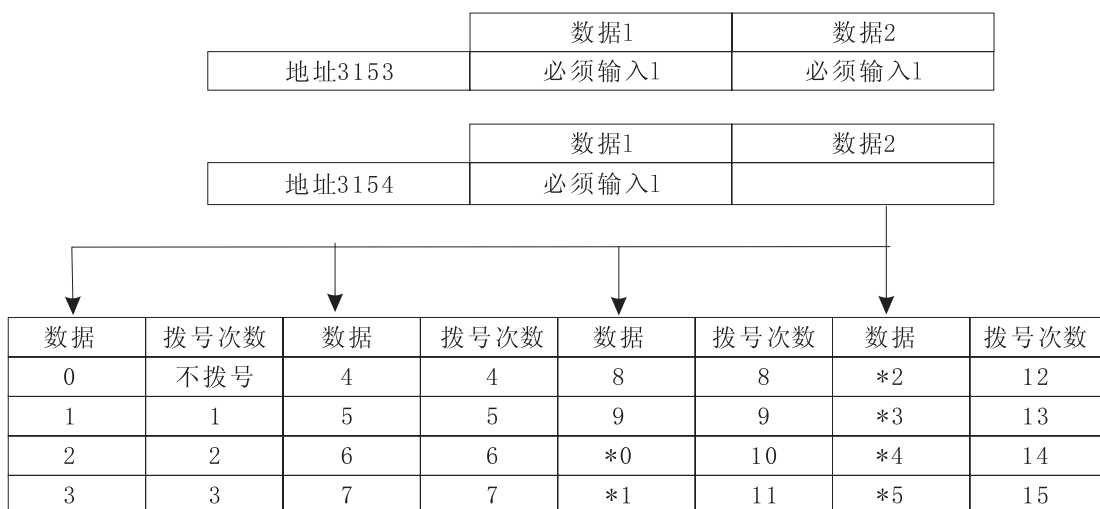 数据1 数据2
地址3153 必须输入1 必须输入1
数据1 数据2
地址3154 必须输入1
数据 拨号次数 数据 拨号次数 数据 拨号次数 数据 拨号次数
0 不拨号 4 4 8 8 *2 12
1 1 5 5 9 9 *3 13
2 2 6 6 *0 10 *4 14
3 3 7 7 *1 11 *5 15